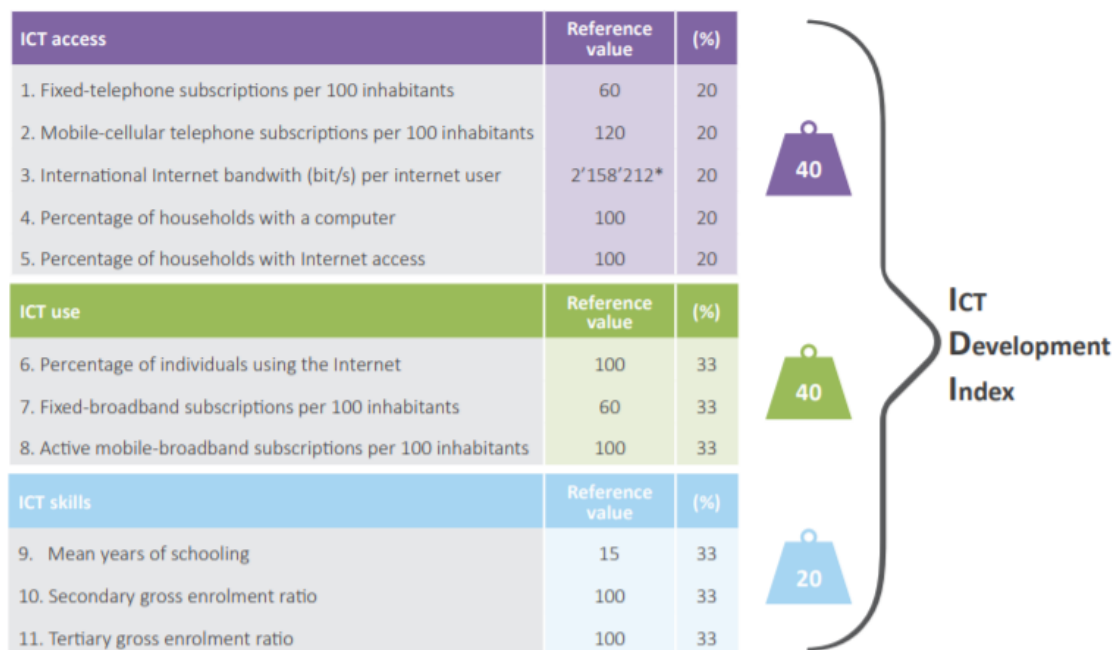 ICT access Reference value (%)
1. Fixed-telephone subscriptions per 100 inhabitants 60 20
2. Mobile-cellular telephone subscriptions per 100 inhabitants 120 20
3. International Internet bandwith (bit/s) per internet user 2'158'212* 20
4. Percentage of households with a computer 100 20
5. Percentage of households with Internet access 100 20
40
ICT use Reference value (%)
6. Percentage of individuals using the Internet 100 33
7. Fixed-broadband subscriptions per 100 inhabitants 60 33
8. Active mobile-broadband subscriptions per 100 inhabitants 100 33
40
ICT skills Reference value (%)
9. Mean years of schooling 15 33
10. Secondary gross enrolment ratio 100 33
11. Tertiary gross enrolment ratio 100 33
20
ICT
Development
Index